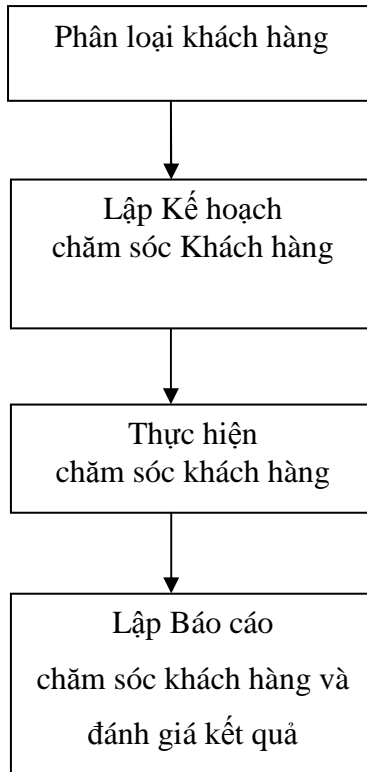 Phân loại khách hàng
Lập Kế hoạch
chăm sóc Khách hàng
Thực hiện
chăm sóc khách hàng
Lập Báo cáo
chăm sóc khách hàng và
đánh giá kết quả